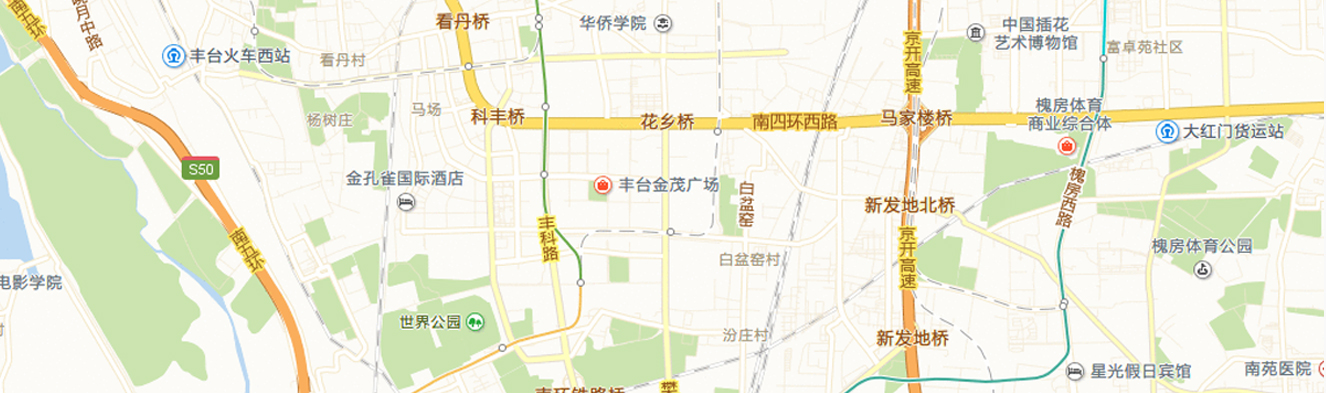 南五环
晓月中路
看丹桥
华侨学院
中国插花
艺术博物馆
富卓苑社区
丰台火车西站
看丹村
京开高速
马场
杨树庄
科丰桥
花乡桥
南四环西路
马家楼桥
槐房体育
商业综合体
大红门货运站
S50
金孔雀国际酒店
丰台金茂广场
白盆窑
新发地北桥
槐房西路
南五环
丰科路
京开高速
槐房体育公园
白盆窑村
电影学院
世界公园
汾庄村
新发地桥
星光假日宾馆
南苑医院